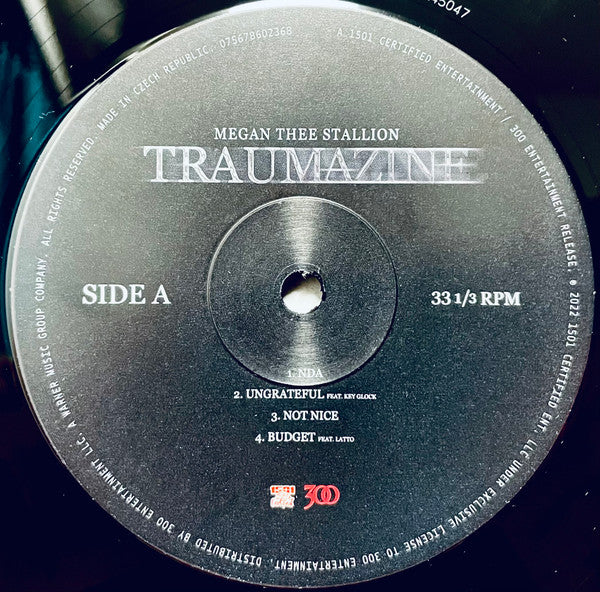 45047
MEGAN THEE STALLION
TRAUMAZINE
SIDE A
33 1/3 RPM
1. NDA
2. UNGRATEFUL FEAT. KEY GLOCK
3. NOT NICE
4. BUDGET FEAT. LATTO
1501
300
A 1501 CERTIFIED ENTERTAINMENT // 300 ENTERTAINMENT RELEASE. ℗ 2022 1501 CERTIFIED ENT. LLC UNDER EXCLUSIVE LICENSE TO 300 ENTERTAINMENT. DISTRIBUTED BY 300 ENTERTAINMENT LLC. A WARNER MUSIC GROUP COMPANY. ALL RIGHTS RESERVED. MADE IN CZECH REPUBLIC. 075678602368